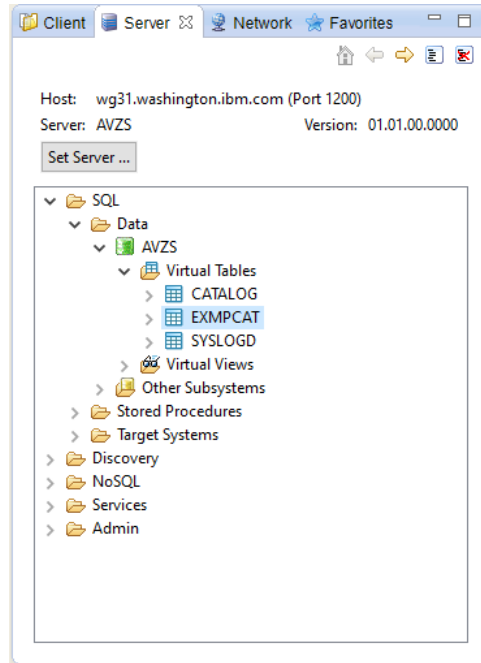 Client Server Network Favorites
Host: wg31.washington.ibm.com (Port 1200)
Server: AVZS Version: 01.01.00.0000
Set Server ...
SQL
Data
AVZS
Virtual Tables
CATALOG
EXMPCAT
SYSLOGD
Virtual Views
Other Subsystems
Stored Procedures
Target Systems
Discovery
NoSQL
Services
Admin